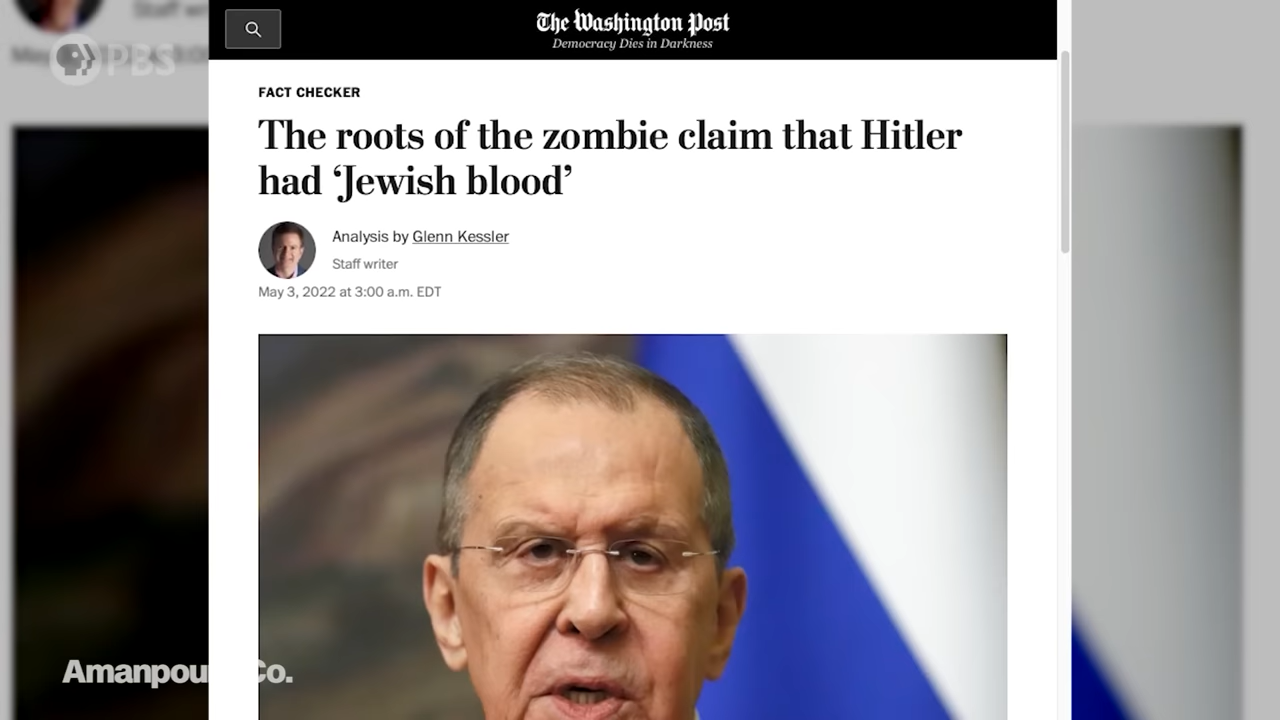 PBS
The Washington Post
Democracy Dies in Darkness
FACT CHECKER
The roots of the zombie claim that Hitler
had ‘Jewish blood’
Analysis by Glenn Kessler
Staff writer
May 3, 2022 at 3:00 a.m. EDT
Co.